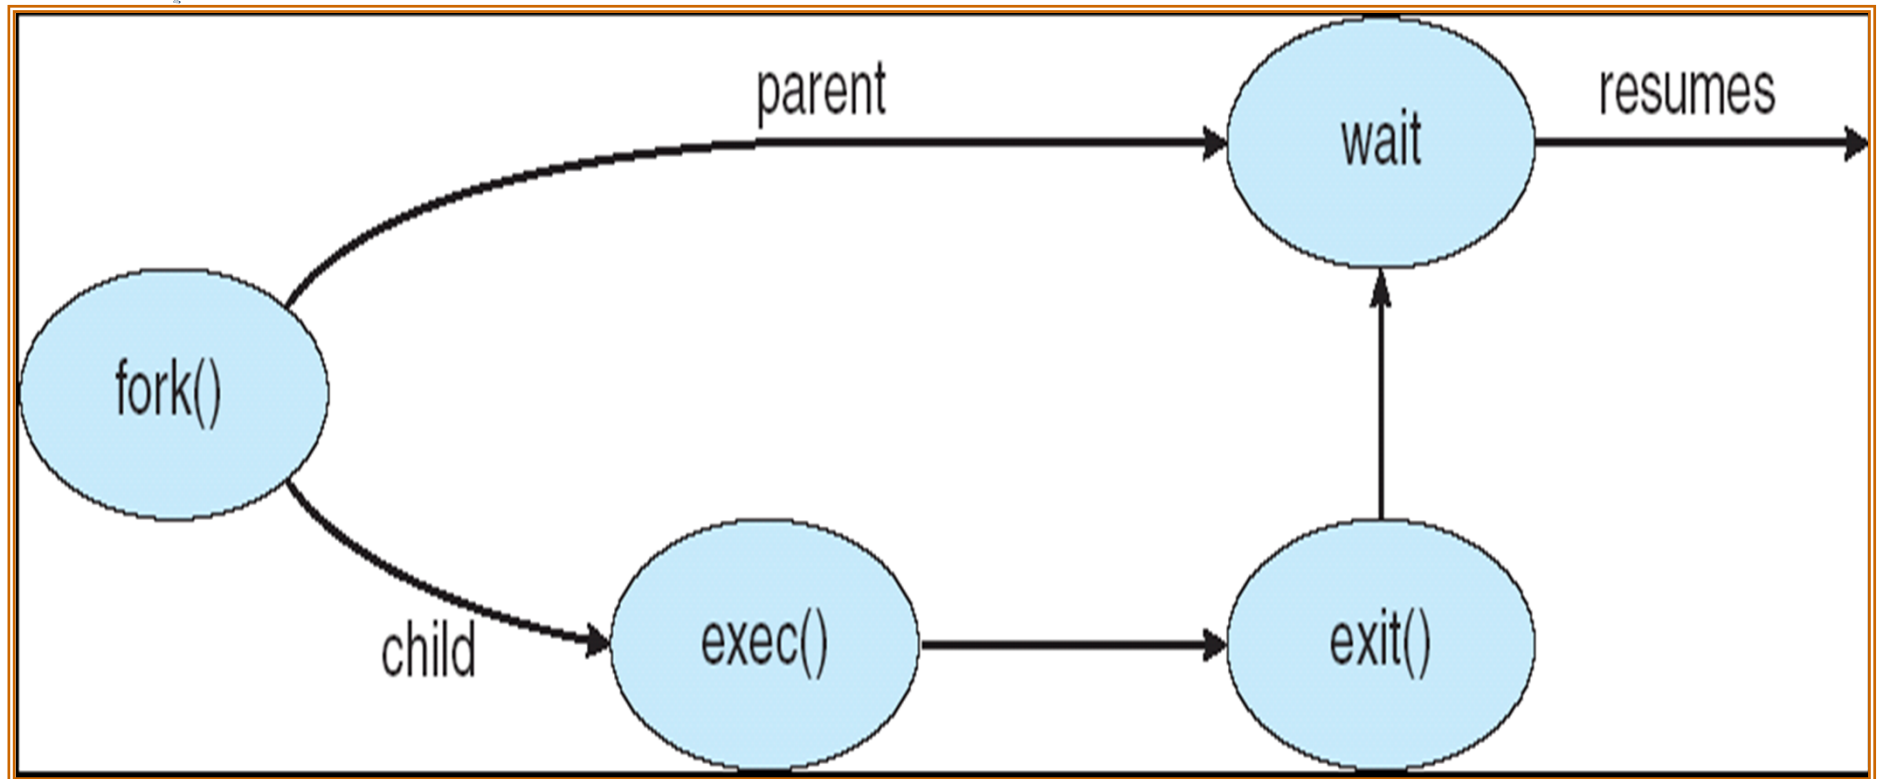 parent
resumes
wait
fork()
child
exec()
exit()